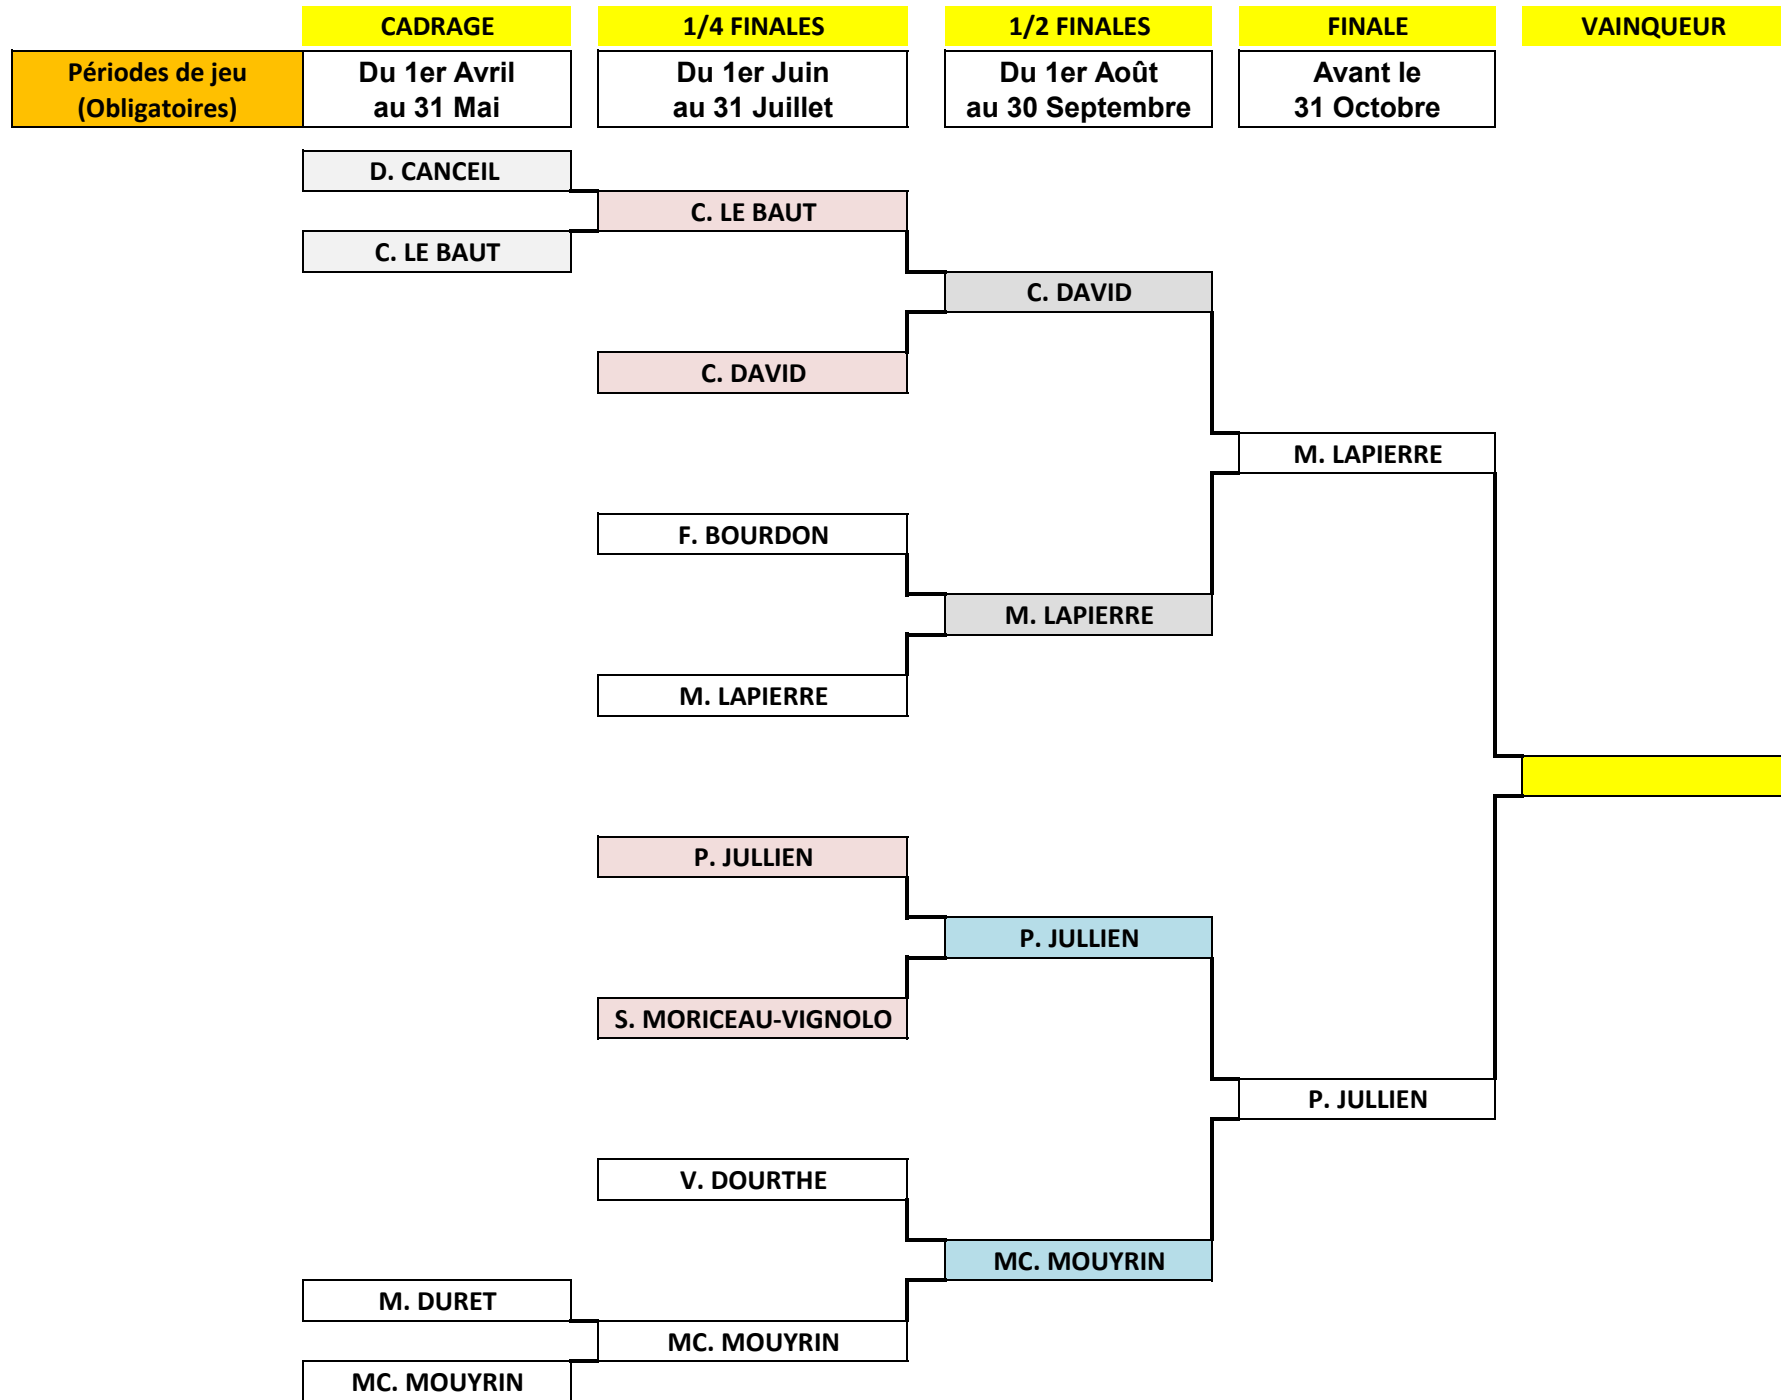 CADRAGE
1/4 FINALES
1/2 FINALES
FINALE
VAINQUEUR
Périodes de jeu
(Obligatoires)
Du 1er Avril
au 31 Mai
Du 1er Juin
au 31 Juillet
Du 1er Août
au 30 Septembre
Avant le
31 Octobre
D. CANCEIL
C. LE BAUT
C. LE BAUT
C. DAVID
C. DAVID
M. LAPIERRE
F. BOURDON
M. LAPIERRE
M. LAPIERRE
P. JULLIEN
P. JULLIEN
S. MORICEAU-VIGNOLO
P. JULLIEN
V. DOURTHE
MC. MOUYRIN
M. DURET
MC. MOUYRIN
MC. MOUYRIN